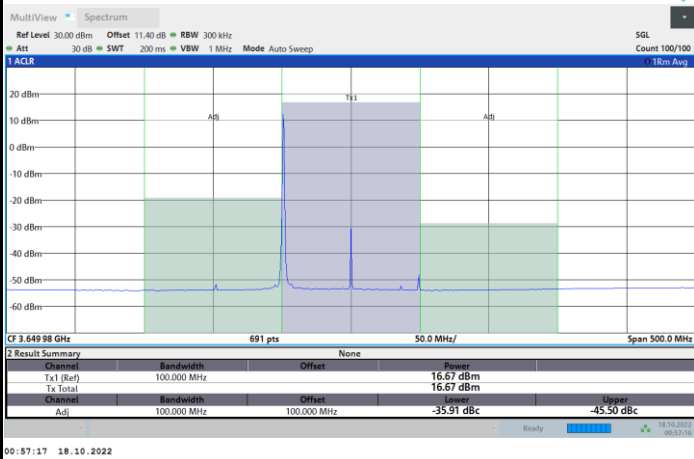 MultiView Spectrum
Ref Level 30.00 dBm Offset 11.40 dB RBW 300 kHz SGL
Att 30 dB SWT 200 ms VBW 1 MHz Mode Auto Sweep Count 100/100
1 ACLR 1Rm Avg
20 dBm
Tx1
10 dBm Adj Adj
0 dBm
-10 dBm
-20 dBm
-30 dBm
-40 dBm
-50 dBm
-60 dBm
CF 3.649 98 GHz 691 pts 50.0 MHz/ Span 500.0 MHz
2 Result Summary None
Channel Bandwidth Offset Power
Tx1 (Ref) 100.000 MHz 16.67 dBm
Tx Total 16.67 dBm
Channel Bandwidth Offset Lower Upper
Adj 100.000 MHz 100.000 MHz -35.91 dBc -45.50 dBc
Ready 18.10.2022
00:57:16
00:57:17 18.10.2022